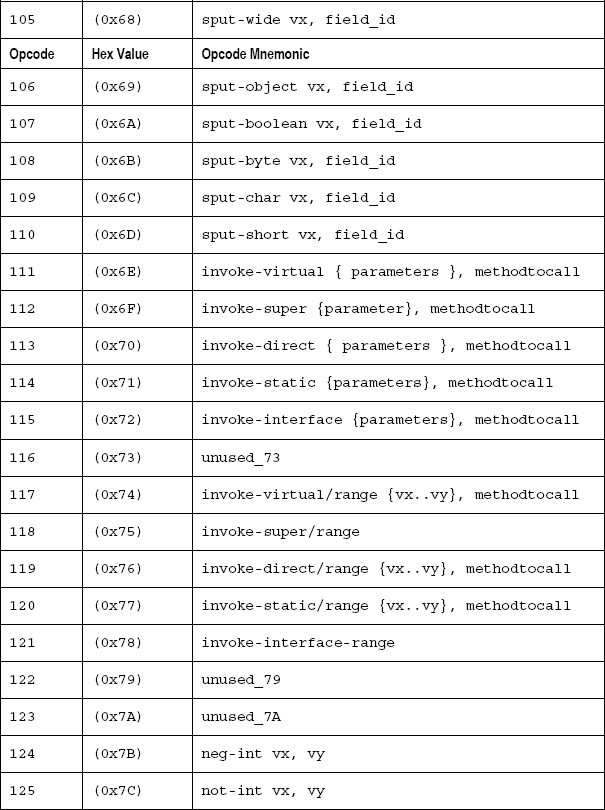 105 (0x68) sput-wide vx, field_id
Opcode Hex Value Opcode Mnemonic
106 (0x69) sput-object vx, field_id
107 (0x6A) sput-boolean vx, field_id
108 (0x6B) sput-byte vx, field_id
109 (0x6C) sput-char vx, field_id
110 (0x6D) sput-short vx, field_id
111 (0x6E) invoke-virtual { parameters }, methodtocall
112 (0x6F) invoke-super {parameter}, methodtocall
113 (0x70) invoke-direct { parameters }, methodtocall
114 (0x71) invoke-static {parameters}, methodtocall
115 (0x72) invoke-interface {parameters}, methodtocall
116 (0x73) unused_73
117 (0x74) invoke-virtual/range {vx..vy}, methodtocall
118 (0x75) invoke-super/range
119 (0x76) invoke-direct/range {vx..vy}, methodtocall
120 (0x77) invoke-static/range {vx..vy}, methodtocall
121 (0x78) invoke-interface-range
122 (0x79) unused_79
123 (0x7A) unused_7A
124 (0x7B) neg-int vx, vy
125 (0x7C) not-int vx, vy